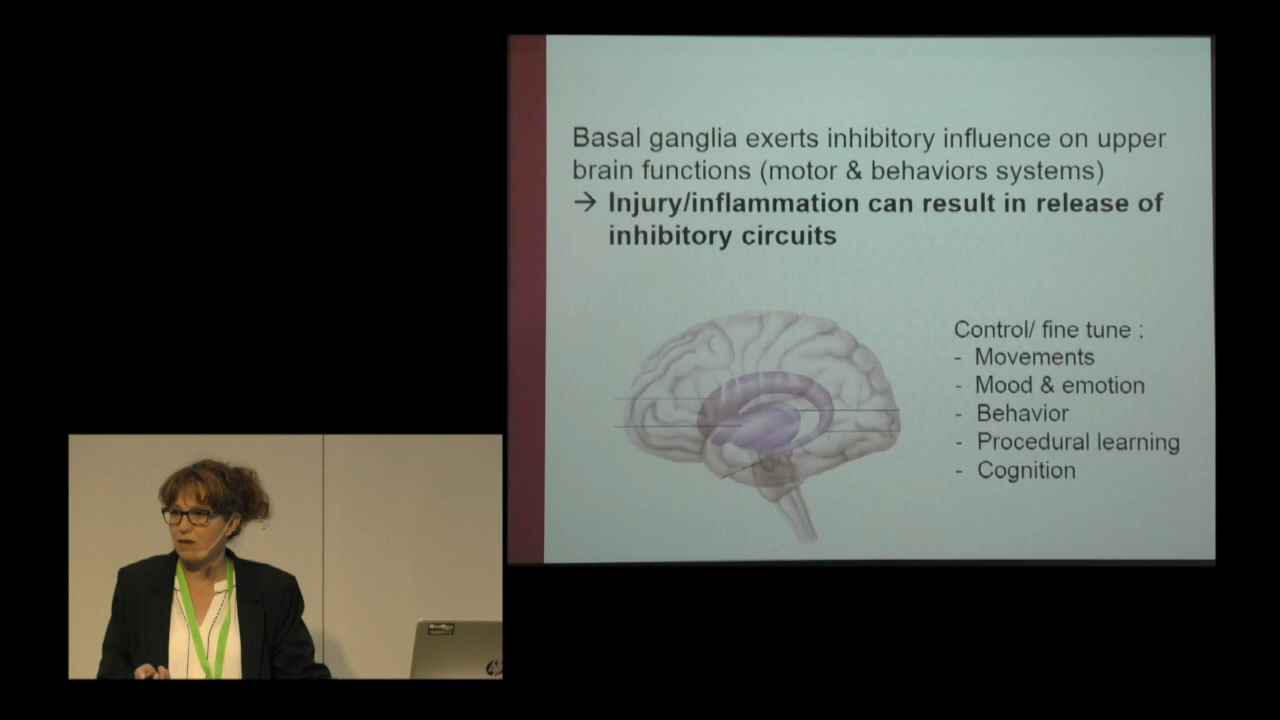 Basal ganglia exerts inhibitory influence on upper
brain functions (motor & behaviors systems)
→ Injury/inflammation can result in release of
inhibitory circuits
Control/ fine tune :
- Movements
- Mood & emotion
- Behavior
- Procedural learning
- Cognition
hp